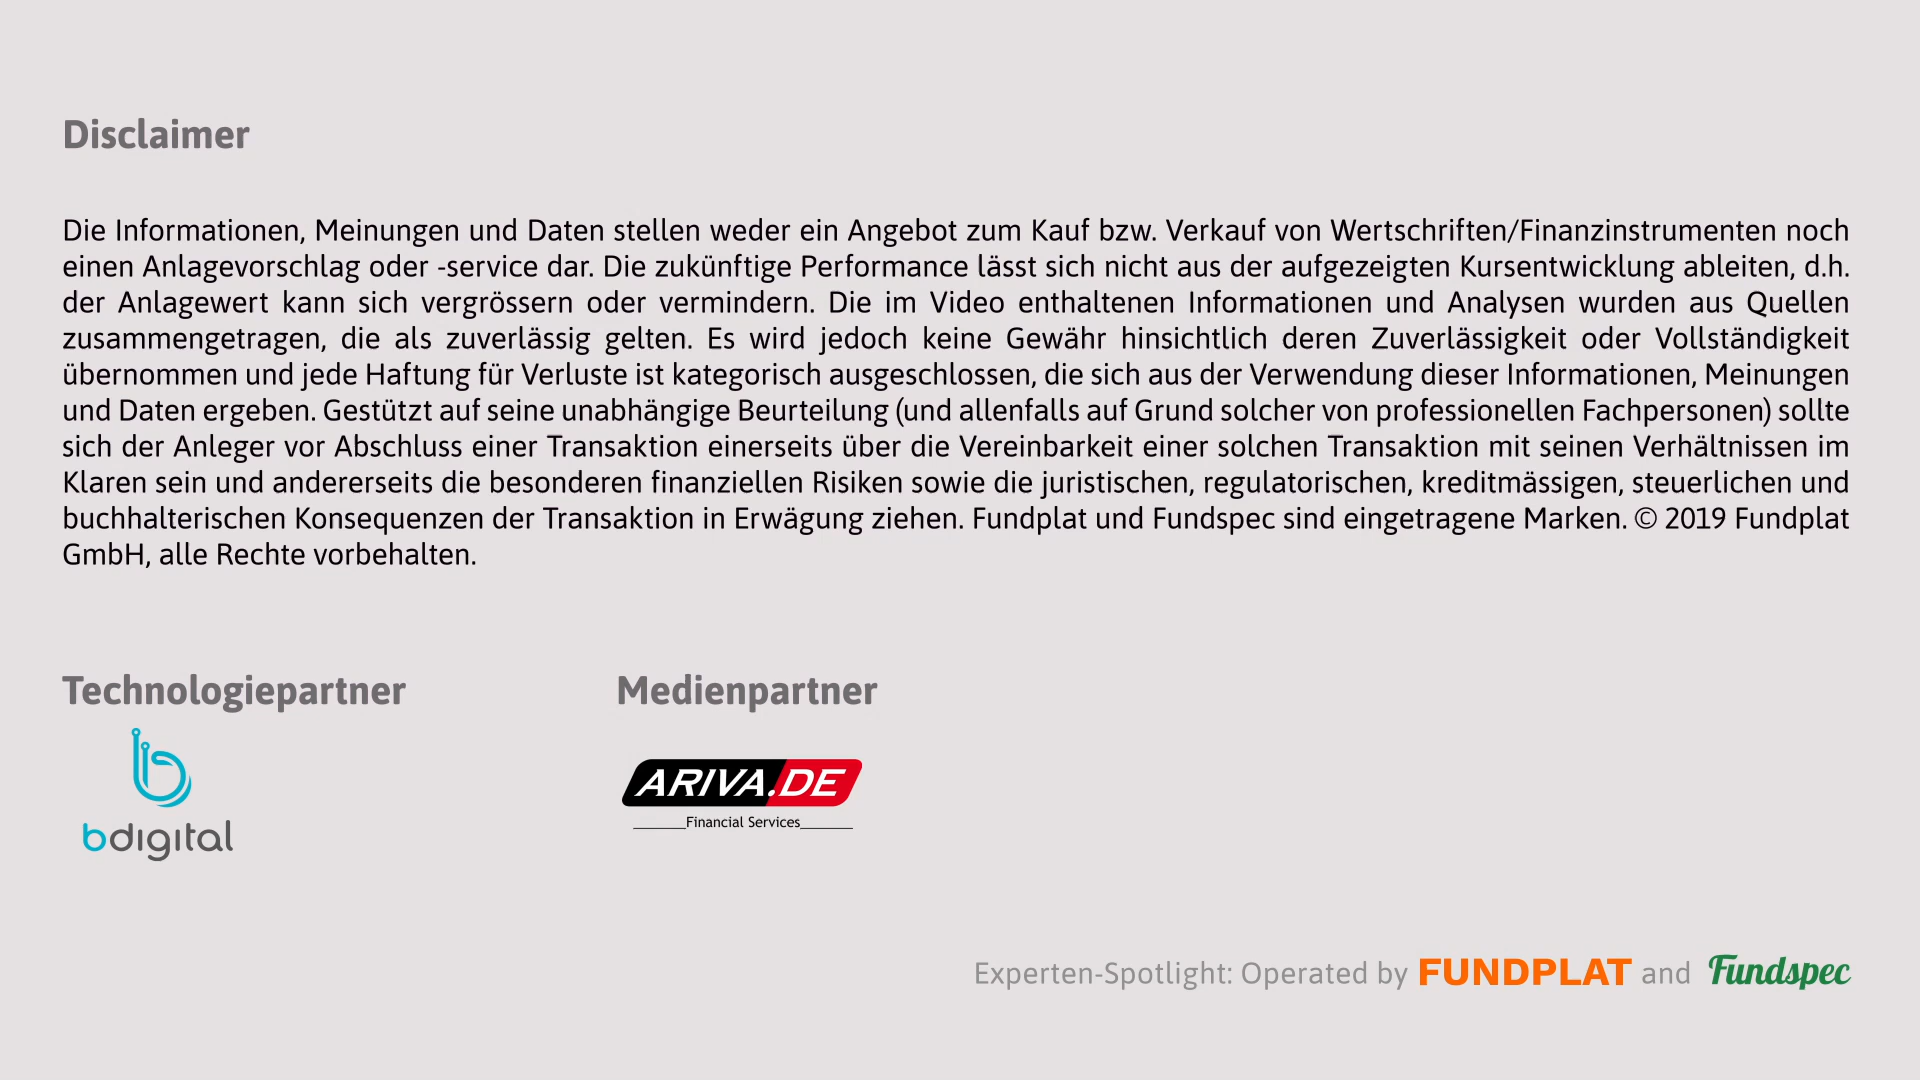 Disclaimer
Die Informationen, Meinungen und Daten stellen weder ein Angebot zum Kauf bzw. Verkauf von Wertschriften/Finanzinstrumenten noch
einen Anlagevorschlag oder -service dar. Die zukünftige Performance lässt sich nicht aus der aufgezeigten Kursentwicklung ableiten, d.h.
der Anlagewert kann sich vergrössern oder vermindern. Die im Video enthaltenen Informationen und Analysen wurden aus Quellen
zusammengetragen, die als zuverlässig gelten. Es wird jedoch keine Gewähr hinsichtlich deren Zuverlässigkeit oder Vollständigkeit
übernommen und jede Haftung für Verluste ist kategorisch ausgeschlossen, die sich aus der Verwendung dieser Informationen, Meinungen
und Daten ergeben. Gestützt auf seine unabhängige Beurteilung (und allenfalls auf Grund solcher von professionellen Fachpersonen) sollte
sich der Anleger vor Abschluss einer Transaktion einerseits über die Vereinbarkeit einer solchen Transaktion mit seinen Verhältnissen im
Klaren sein und andererseits die besonderen finanziellen Risiken sowie die juristischen, regulatorischen, kreditmässigen, steuerlichen und
buchhalterischen Konsequenzen der Transaktion in Erwägung ziehen. Fundplat und Fundspec sind eingetragene Marken. © 2019 Fundplat
GmbH, alle Rechte vorbehalten.
Technologiepartner
bdigital
Medienpartner
ARIVA.DE
Financial Services
Experten-Spotlight: Operated by FUNDPLAT and Fundspec